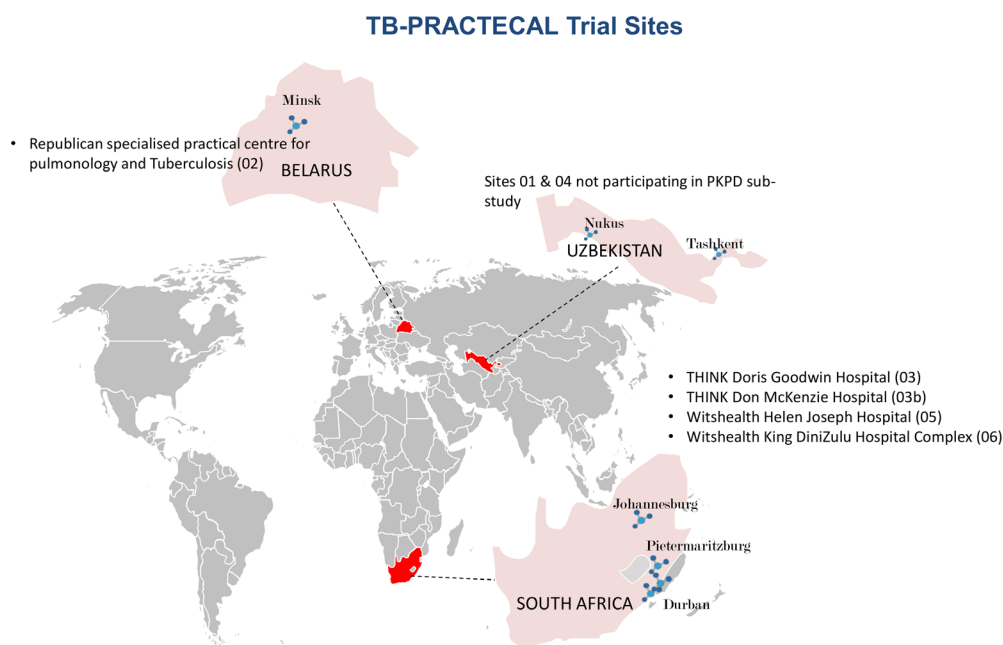 TB-PRACTECAL Trial Sites
Minsk
• Republican specialised practical centre for
pulmonology and Tuberculosis (02)
BELARUS
Sites 01 & 04 not participating in PKPD sub-
study
Nukus
UZBEKISTAN
Tashkent
• THINK Doris Goodwin Hospital (03)
• THINK Don McKenzie Hospital (03b)
• Witshealth Helen Joseph Hospital (05)
• Witshealth King DiniZulu Hospital Complex (06)
Johannesburg
Pietermaritzburg
SOUTH AFRICA
Durban